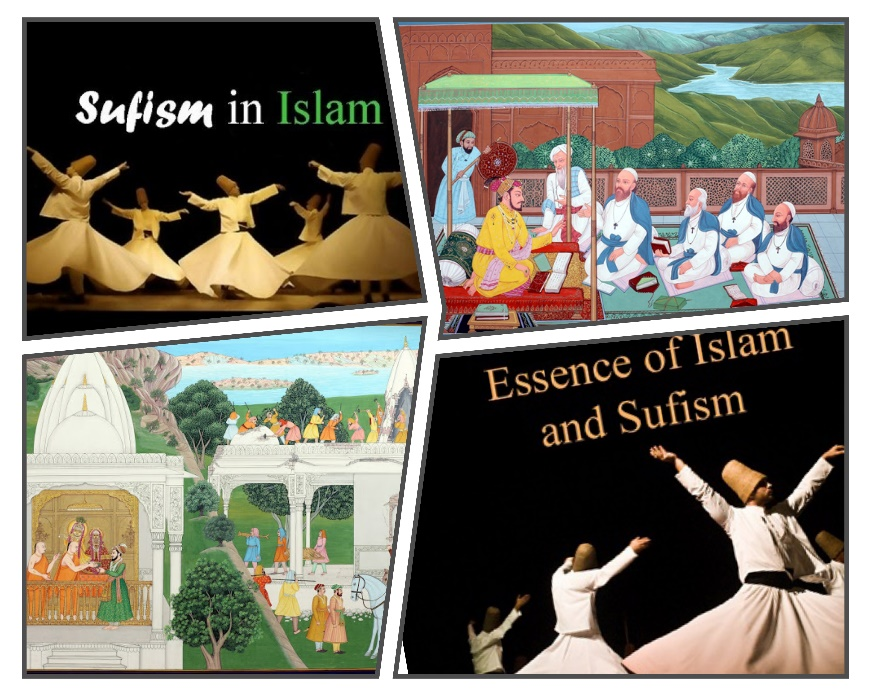 Sufism in Islam
Essence of Islam
and Sufism